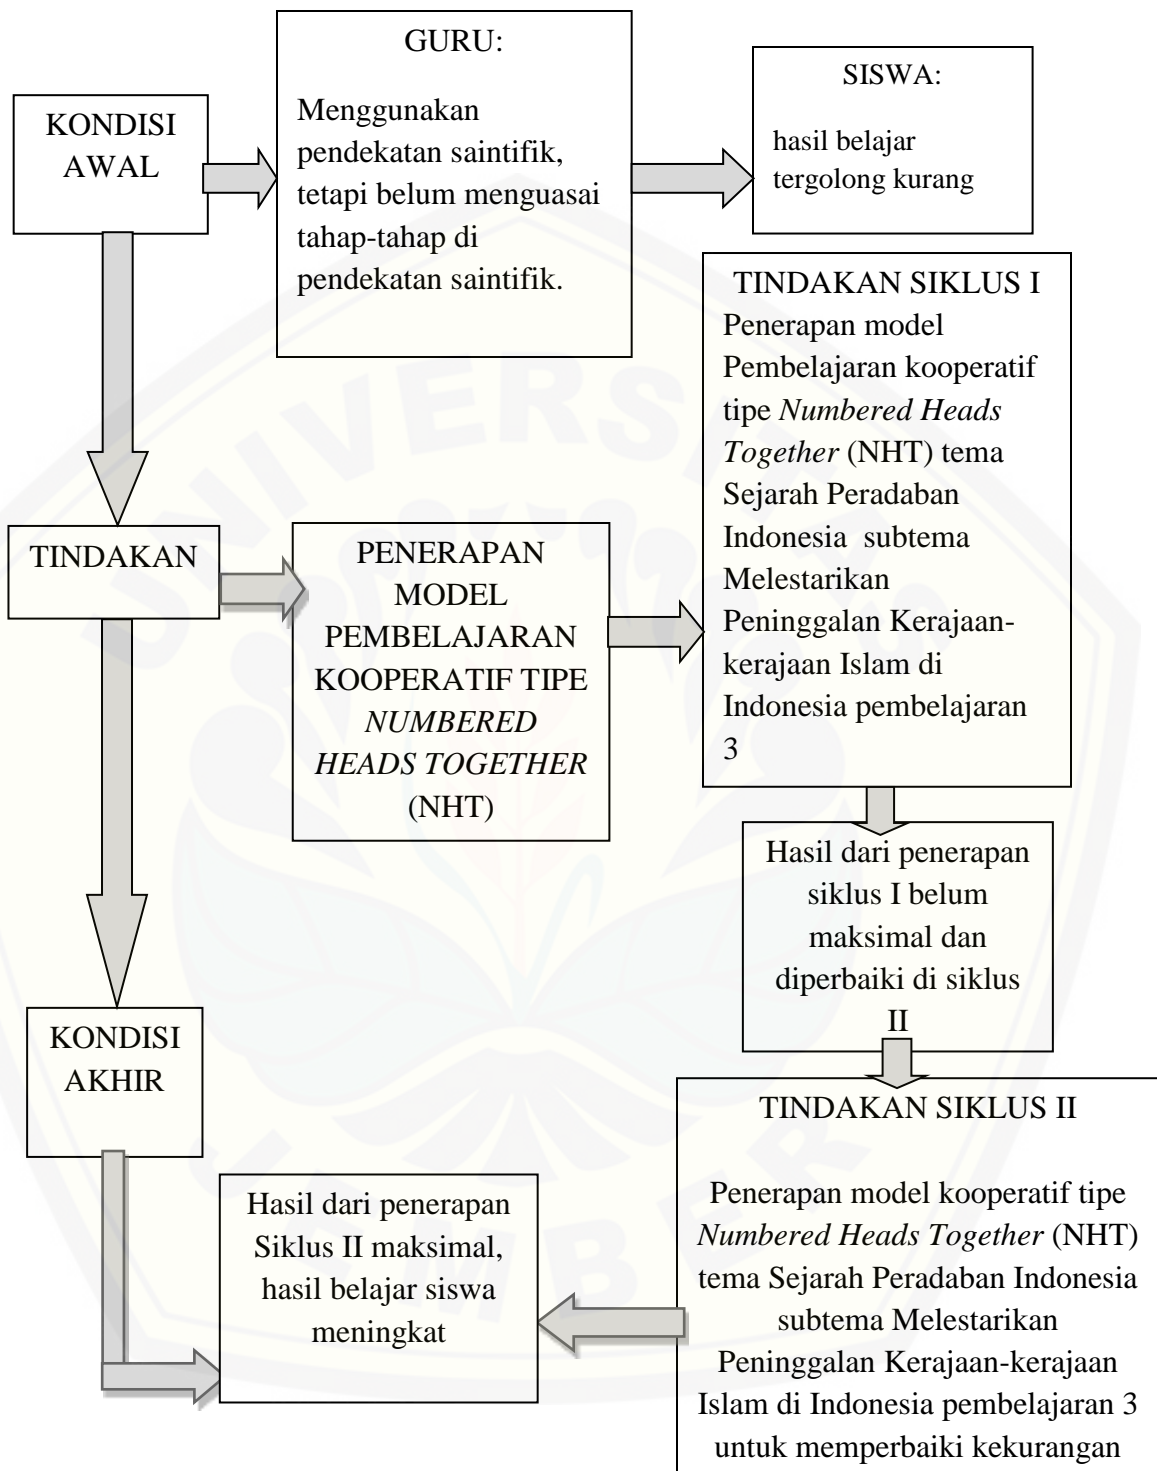 GURU:
Menggunakan
pendekatan saintifik,
tetapi belum menguasai
tahap-tahap di
pendekatan saintifik.
SISWA:
hasil belajar
tergolong kurang
KONDISI
AWAL
TINDAKAN SIKLUS I
Penerapan model
Pembelajaran kooperatif
tipe Numbered Heads
Together (NHT) tema
Sejarah Peradaban
Indonesia subtema
Melestarikan
Peninggalan Kerajaan-
kerajaan Islam di
Indonesia pembelajaran
3
TINDAKAN
PENERAPAN
MODEL
PEMBELAJARAN
KOOPERATIF TIPE
NUMBERED
HEADS TOGETHER
(NHT)
Hasil dari penerapan
siklus I belum
maksimal dan
diperbaiki di siklus
II
KONDISI
AKHIR
TINDAKAN SIKLUS II
Penerapan model kooperatif tipe
Numbered Heads Together (NHT)
tema Sejarah Peradaban Indonesia
subtema Melestarikan
Peninggalan Kerajaan-kerajaan
Islam di Indonesia pembelajaran 3
untuk memperbaiki kekurangan
Hasil dari penerapan
Siklus II maksimal,
hasil belajar siswa
meningkat
UNIVERSITAS
JEMBER